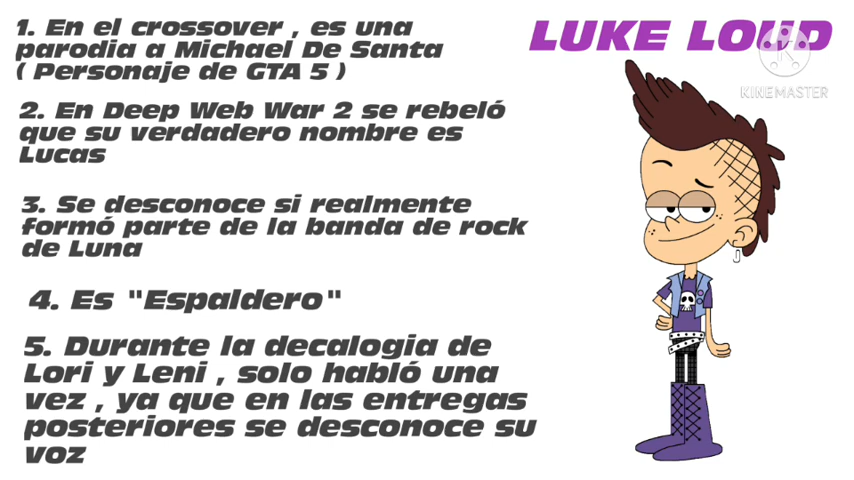 LUKE LOUD
KINEMASTER
1. En el crossover , es una
parodia a Michael De Santa
( Personaje de GTA 5 )
2. En Deep Web War 2 se rebeló
que su verdadero nombre es
Lucas
3. Se desconoce si realmente
formó parte de la banda de rock
de Luna
4. Es "Espaldero"
5. Durante la decalogia de
Lori y Leni , solo habló una
vez , ya que en las entregas
posteriores se desconoce su
voz